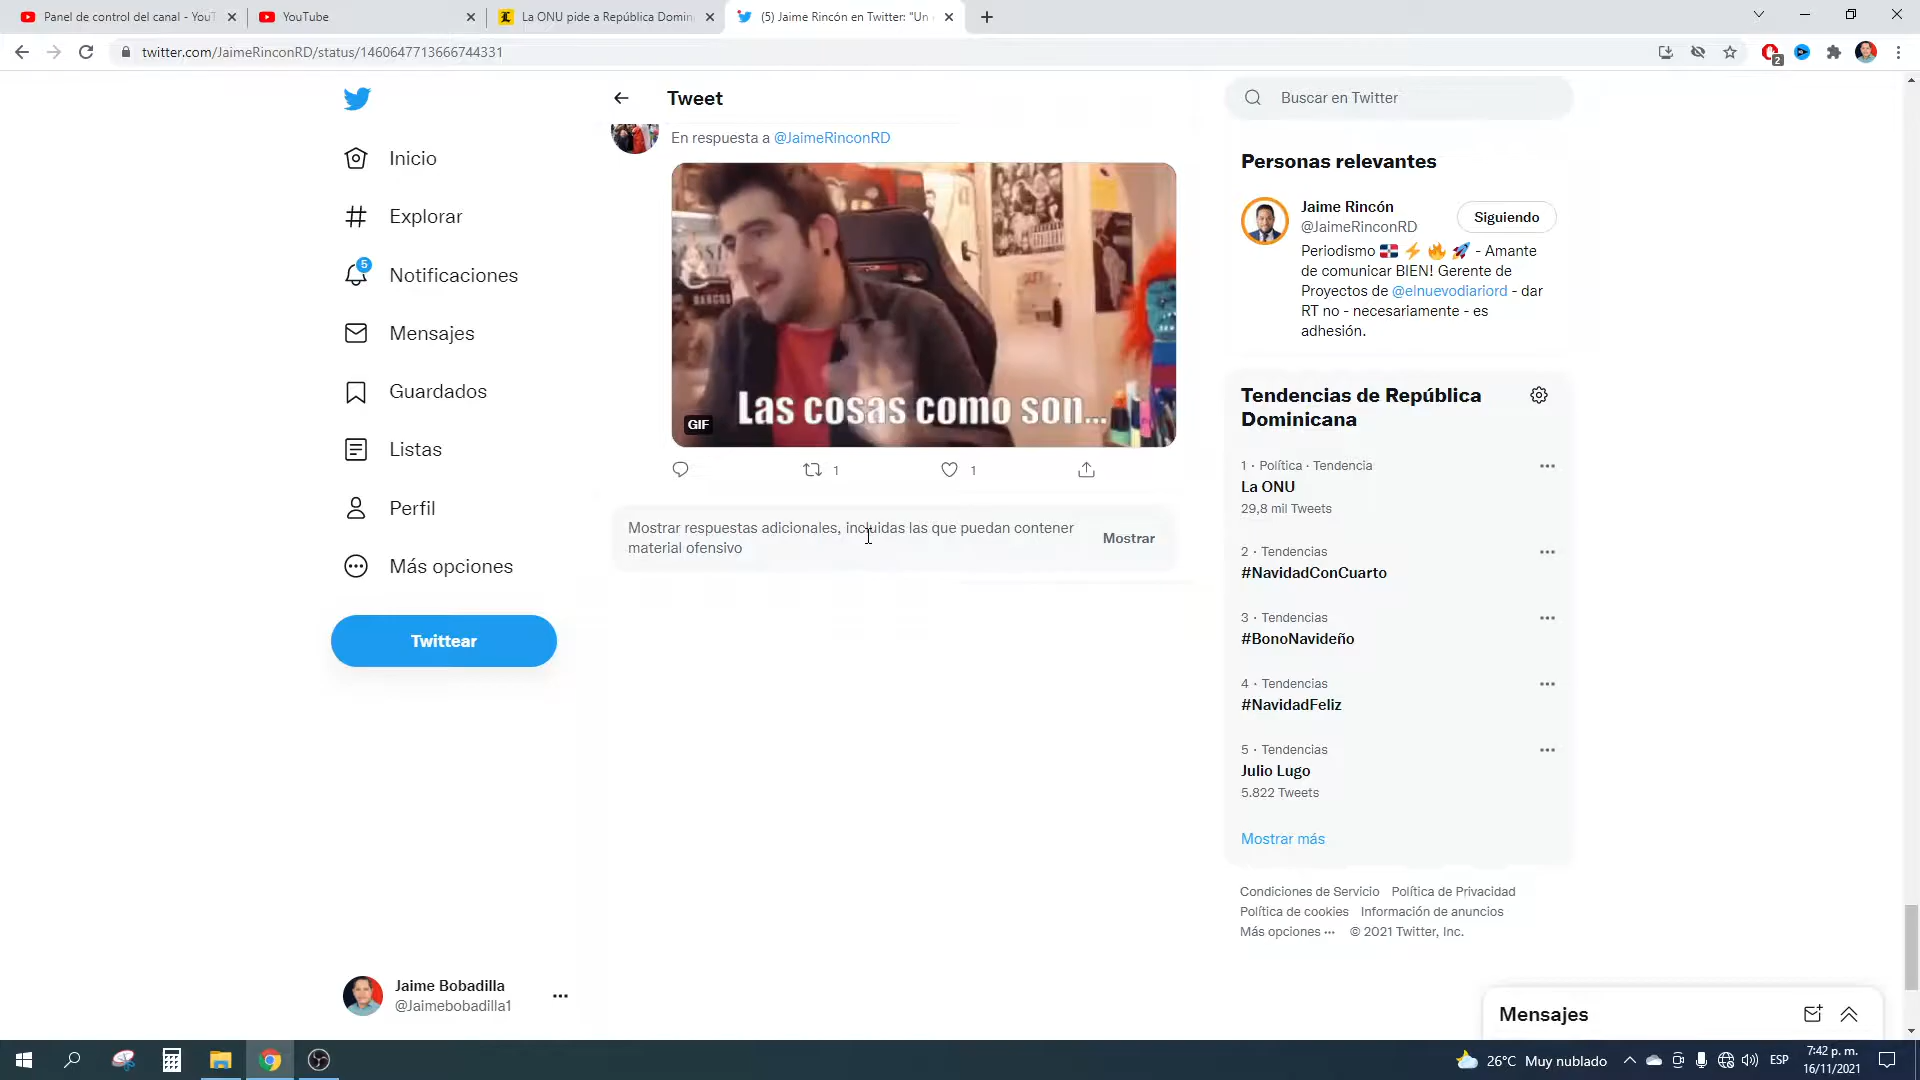 Panel de control del canal - YouT
YouTube
La ONU pide a República Domin
(5) Jaime Rincón en Twitter: "Un
twitter.com/JaimeRinconRD/status/1460647713666744331
2
Inicio
Explorar
5
Notificaciones
Mensajes
Guardados
Listas
Perfil
Más opciones
Twittear
Jaime Bobadilla
@Jaimebobadilla1
Tweet
En respuesta a @JaimeRinconRD
Las cosas como son...
GIF
1
1
Mostrar respuestas adicionales, incluidas las que puedan contener
material ofensivo
Mostrar
Buscar en Twitter
Personas relevantes
Jaime Rincón
@JaimeRinconRD
Siguiendo
Periodismo 🇩🇴 ⚡ 🔥 🚀 - Amante
de comunicar BIEN! Gerente de
Proyectos de @elnuevodiariord - dar
RT no - necesariamente - es
adhesión.
Tendencias de República
Dominicana
1 · Política · Tendencia
La ONU
29,8 mil Tweets
2 · Tendencias
#NavidadConCuarto
3 · Tendencias
#BonoNavideño
4 · Tendencias
#NavidadFeliz
5 · Tendencias
Julio Lugo
5.822 Tweets
Mostrar más
Condiciones de Servicio Política de Privacidad
Política de cookies Información de anuncios
Más opciones ··· © 2021 Twitter, Inc.
Mensajes
26°C Muy nublado
ESP
7:42 p. m.
16/11/2021